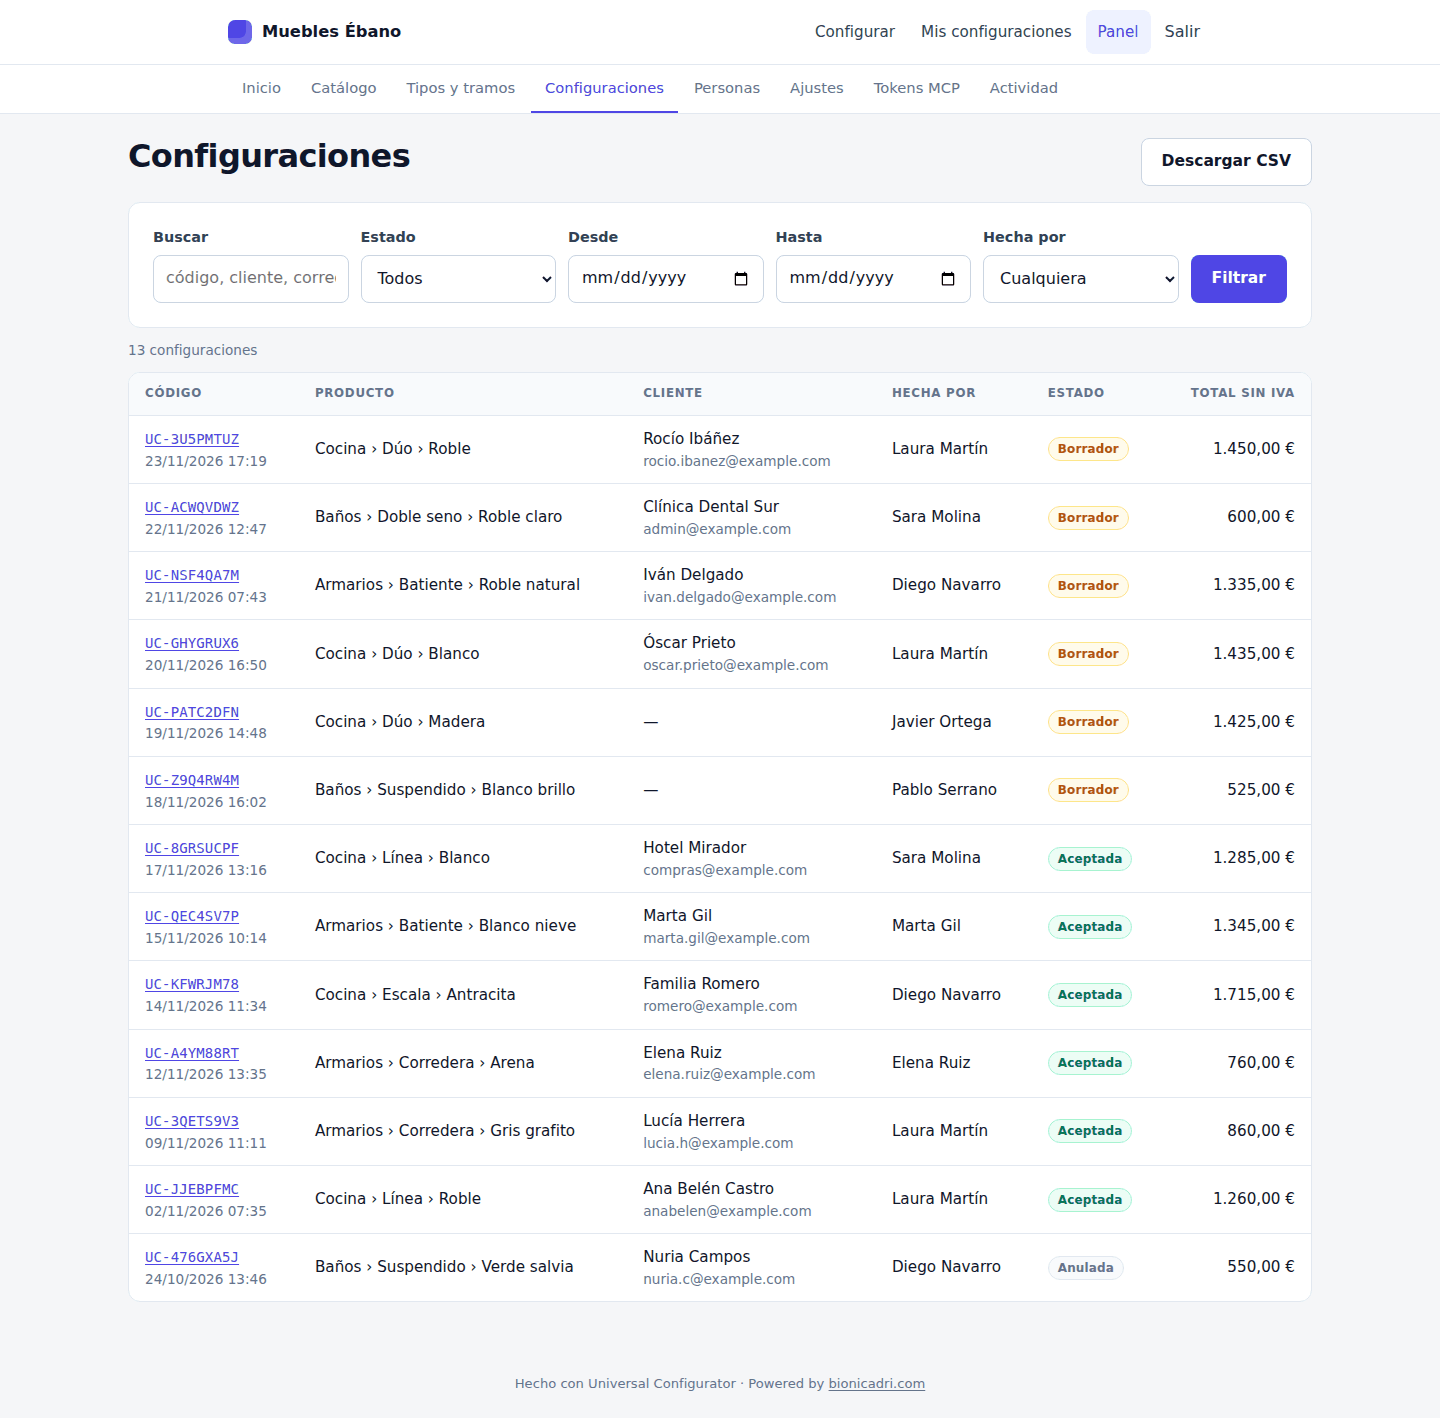 Muebles Ébano
Configurar
Mis configuraciones
Panel
Salir
Inicio
Catálogo
Tipos y tramos
Configuraciones
Personas
Ajustes
Tokens MCP
Actividad
Configuraciones
Descargar CSV
Buscar
Estado
Desde
Hasta
Hecha por
código, cliente, corre
Todos
mm/dd/yyyy
mm/dd/yyyy
Cualquiera
Filtrar
13 configuraciones
CÓDIGO PRODUCTO CLIENTE HECHA POR ESTADO TOTAL SIN IVA
UC-3U5PMTUZ
23/11/2026 17:19
Cocina › Dúo › Roble
Rocío Ibáñez
rocio.ibanez@example.com
Laura Martín
Borrador
1.450,00 €
UC-ACWQVDWZ
22/11/2026 12:47
Baños › Doble seno › Roble claro
Clínica Dental Sur
admin@example.com
Sara Molina
Borrador
600,00 €
UC-NSF4QA7M
21/11/2026 07:43
Armarios › Batiente › Roble natural
Iván Delgado
ivan.delgado@example.com
Diego Navarro
Borrador
1.335,00 €
UC-GHYGRUX6
20/11/2026 16:50
Cocina › Dúo › Blanco
Óscar Prieto
oscar.prieto@example.com
Laura Martín
Borrador
1.435,00 €
UC-PATC2DFN
19/11/2026 14:48
Cocina › Dúo › Madera
—
Javier Ortega
Borrador
1.425,00 €
UC-Z9Q4RW4M
18/11/2026 16:02
Baños › Suspendido › Blanco brillo
—
Pablo Serrano
Borrador
525,00 €
UC-8GRSUCPF
17/11/2026 13:16
Cocina › Línea › Blanco
Hotel Mirador
compras@example.com
Sara Molina
Aceptada
1.285,00 €
UC-QEC4SV7P
15/11/2026 10:14
Armarios › Batiente › Blanco nieve
Marta Gil
marta.gil@example.com
Marta Gil
Aceptada
1.345,00 €
UC-KFWRJM78
14/11/2026 11:34
Cocina › Escala › Antracita
Familia Romero
romero@example.com
Diego Navarro
Aceptada
1.715,00 €
UC-A4YM88RT
12/11/2026 13:35
Armarios › Corredera › Arena
Elena Ruiz
elena.ruiz@example.com
Elena Ruiz
Aceptada
760,00 €
UC-3QETS9V3
09/11/2026 11:11
Armarios › Corredera › Gris grafito
Lucía Herrera
lucia.h@example.com
Laura Martín
Aceptada
860,00 €
UC-JJEBPFMC
02/11/2026 07:35
Cocina › Línea › Roble
Ana Belén Castro
anabelen@example.com
Laura Martín
Aceptada
1.260,00 €
UC-476GXA5J
24/10/2026 13:46
Baños › Suspendido › Verde salvia
Nuria Campos
nuria.c@example.com
Diego Navarro
Anulada
550,00 €
Hecho con Universal Configurator · Powered by bionicadri.com